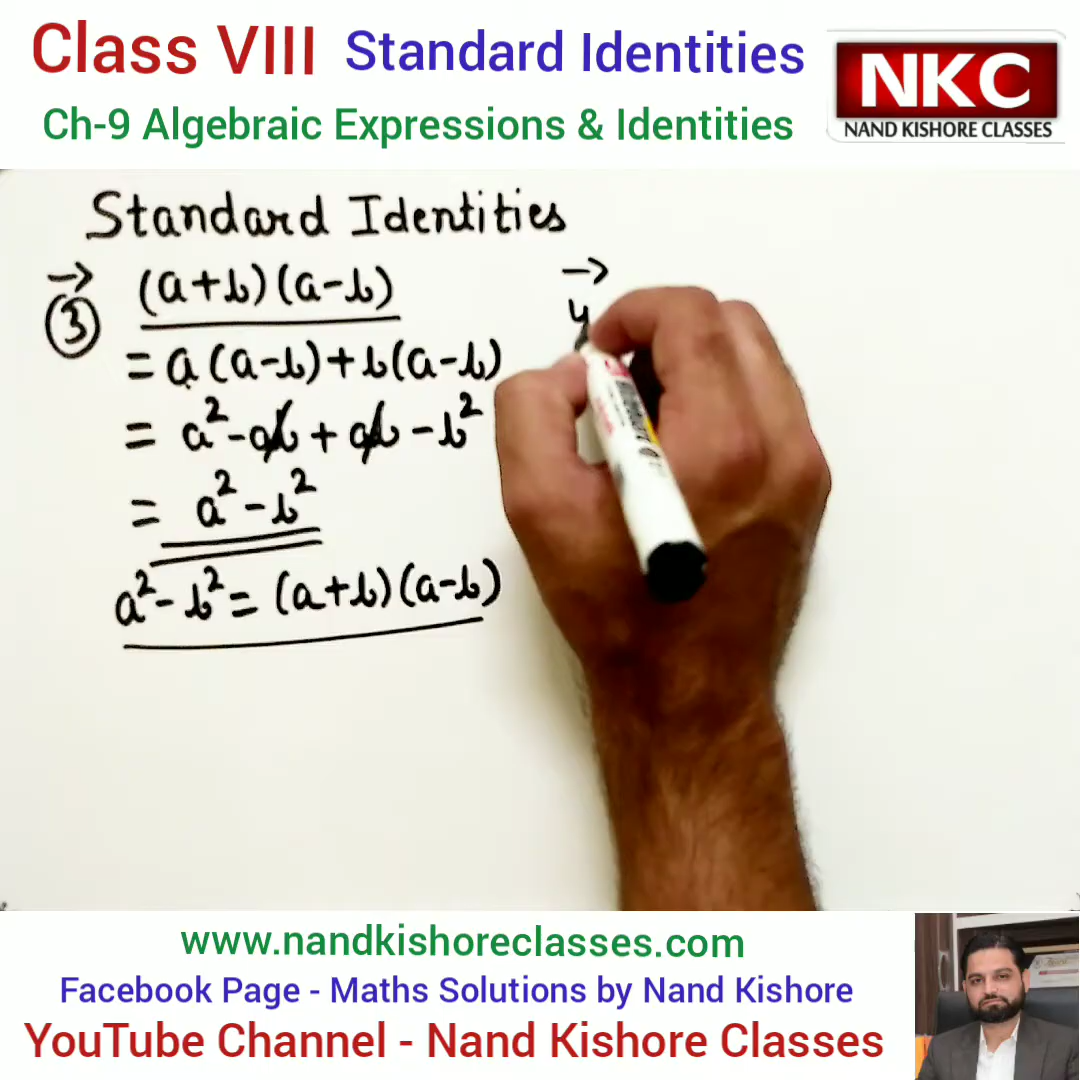 Class VIII Standard Identities
Ch-9 Algebraic Expressions & Identities
NKC
NAND KISHORE CLASSES
Standard Identities
→
③ (a+b)(a-b)
= a(a-b)+b(a-b)
= a²-ab + ab - b²
= a² - b²
a² - b² = (a+b)(a-b)
→
www.nandkishoreclasses.com
Facebook Page - Maths Solutions by Nand Kishore
YouTube Channel - Nand Kishore Classes